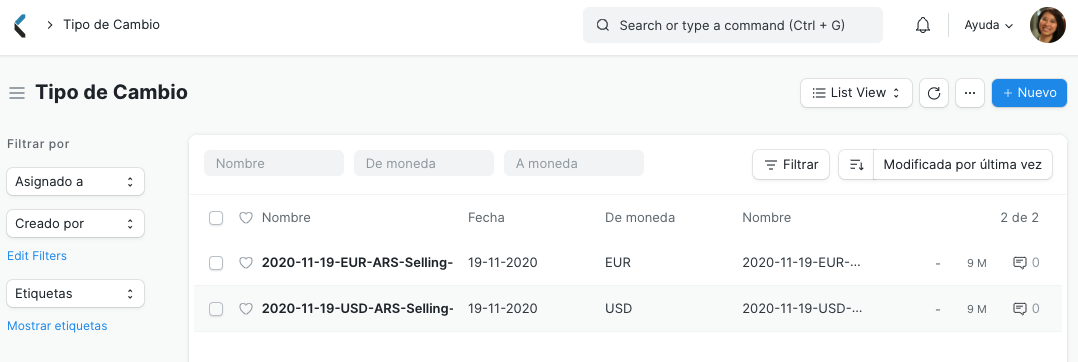 Tipo de Cambio
Search or type a command (Ctrl + G)
Ayuda
Tipo de Cambio
List View
···
+ Nuevo
Filtrar por
Asignado a
Creado por
Edit Filters
Etiquetas
Mostrar etiquetas
Nombre De moneda A moneda
Filtrar
Modificada por última vez
Nombre Fecha De moneda Nombre 2 de 2
2020-11-19-EUR-ARS-Selling- 19-11-2020 EUR 2020-11-19-EUR-... - 9 M 0
2020-11-19-USD-ARS-Selling- 19-11-2020 USD 2020-11-19-USD-... - 9 M 0